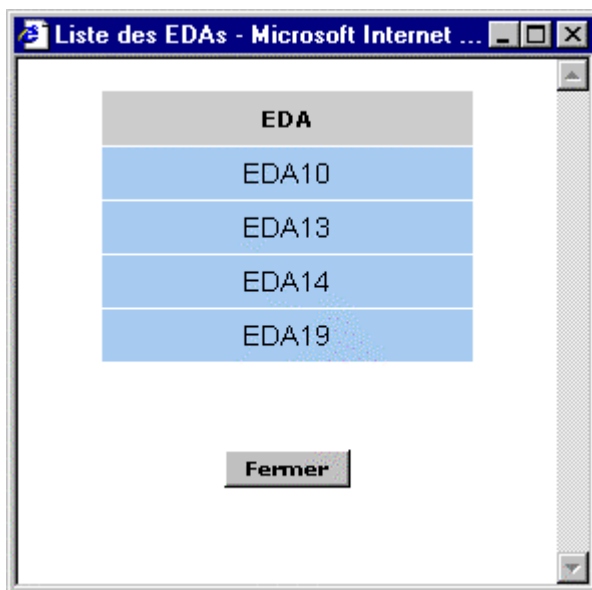 Liste des EDAs - Microsoft Internet ...
EDA
EDA10
EDA13
EDA14
EDA19
Fermer